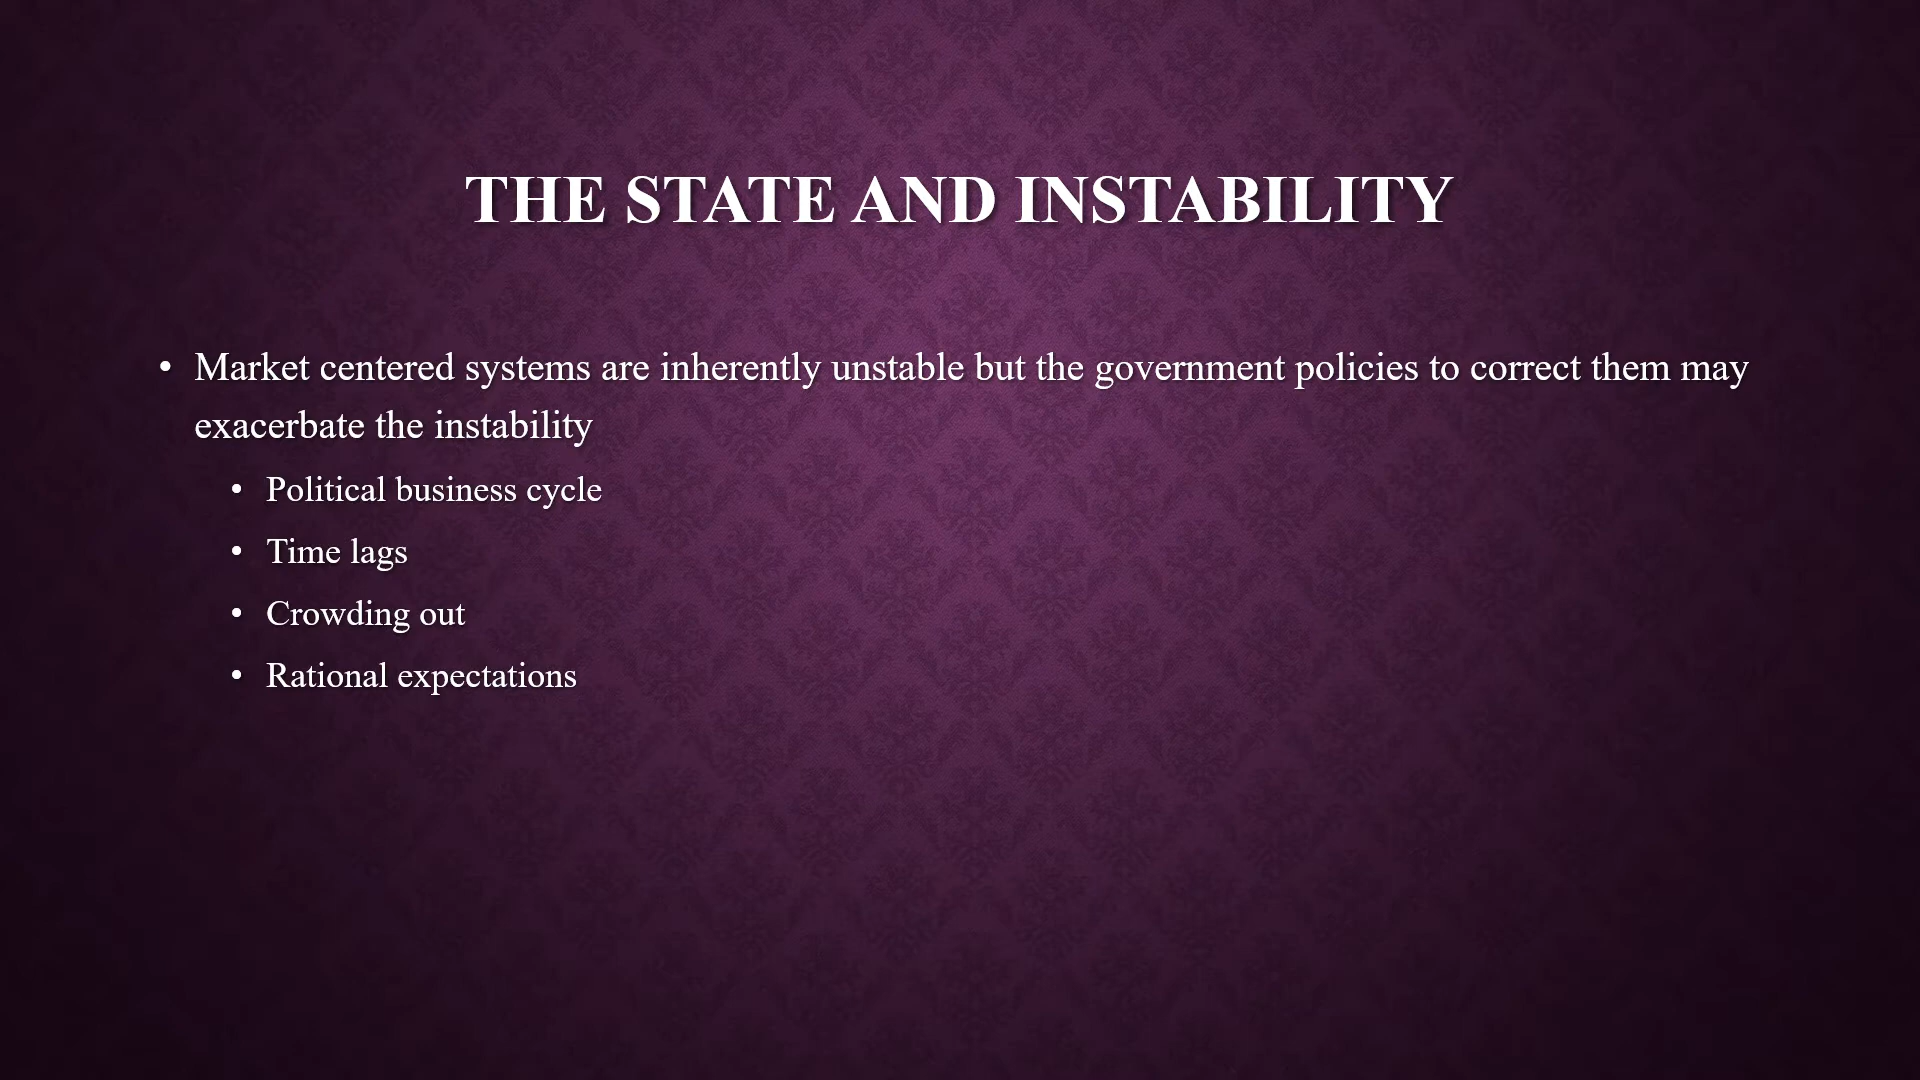 THE STATE AND INSTABILITY
• Market centered systems are inherently unstable but the government policies to correct them may
exacerbate the instability
• Political business cycle
• Time lags
• Crowding out
• Rational expectations